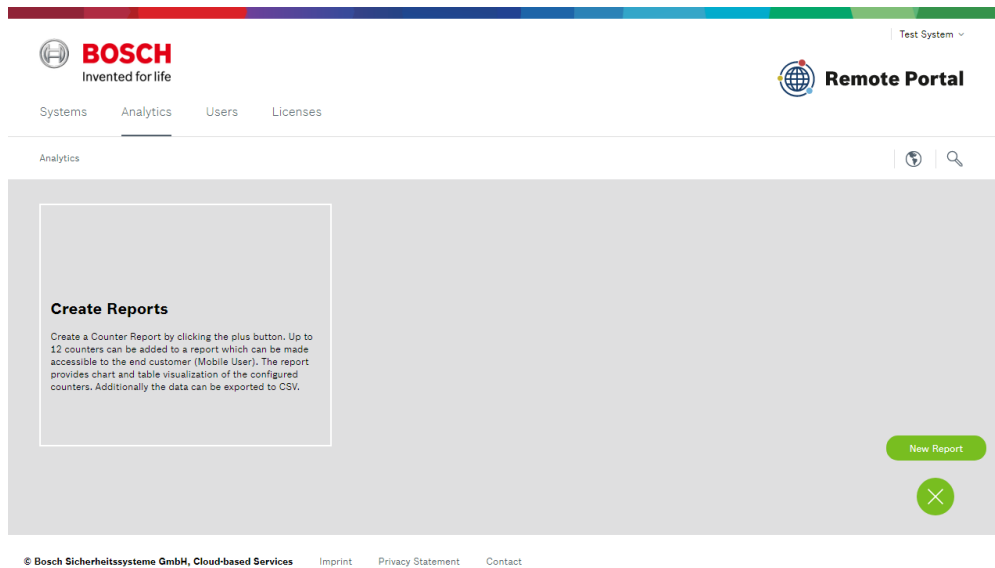 Test System
BOSCH
Invented for life
Remote Portal
Systems Analytics Users Licenses
Analytics
Create Reports
Create a Counter Report by clicking the plus button. Up to
12 counters can be added to a report which can be made
accessible to the end customer (Mobile User). The report
provides chart and table visualization of the configured
counters. Additionally the data can be exported to CSV.
New Report
© Bosch Sicherheitssysteme GmbH, Cloud-based Services Imprint Privacy Statement Contact